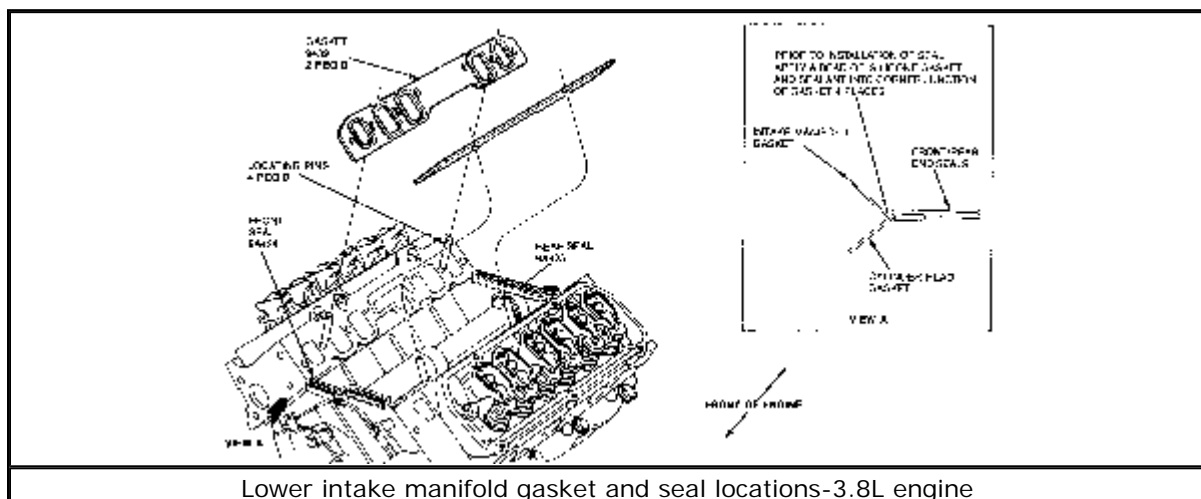 GASKET
2 REQ'D
LOCATING PINS
4 REQ'D
FRONT
SEAL
REAR SEAL
VIEW A
PRIOR TO INSTALLATION OF SEAL
APPLY A BEAD OF SILICONE GASKET
AND SEALANT INTO CORNER JUNCTION
OF GASKET 4 PLACES
INTAKE MANIFOLD
GASKET
FRONT/REAR
END SEALS
CYLINDER HEAD
GASKET
VIEW A
FRONT OF ENGINE
Lower intake manifold gasket and seal locations-3.8L engine